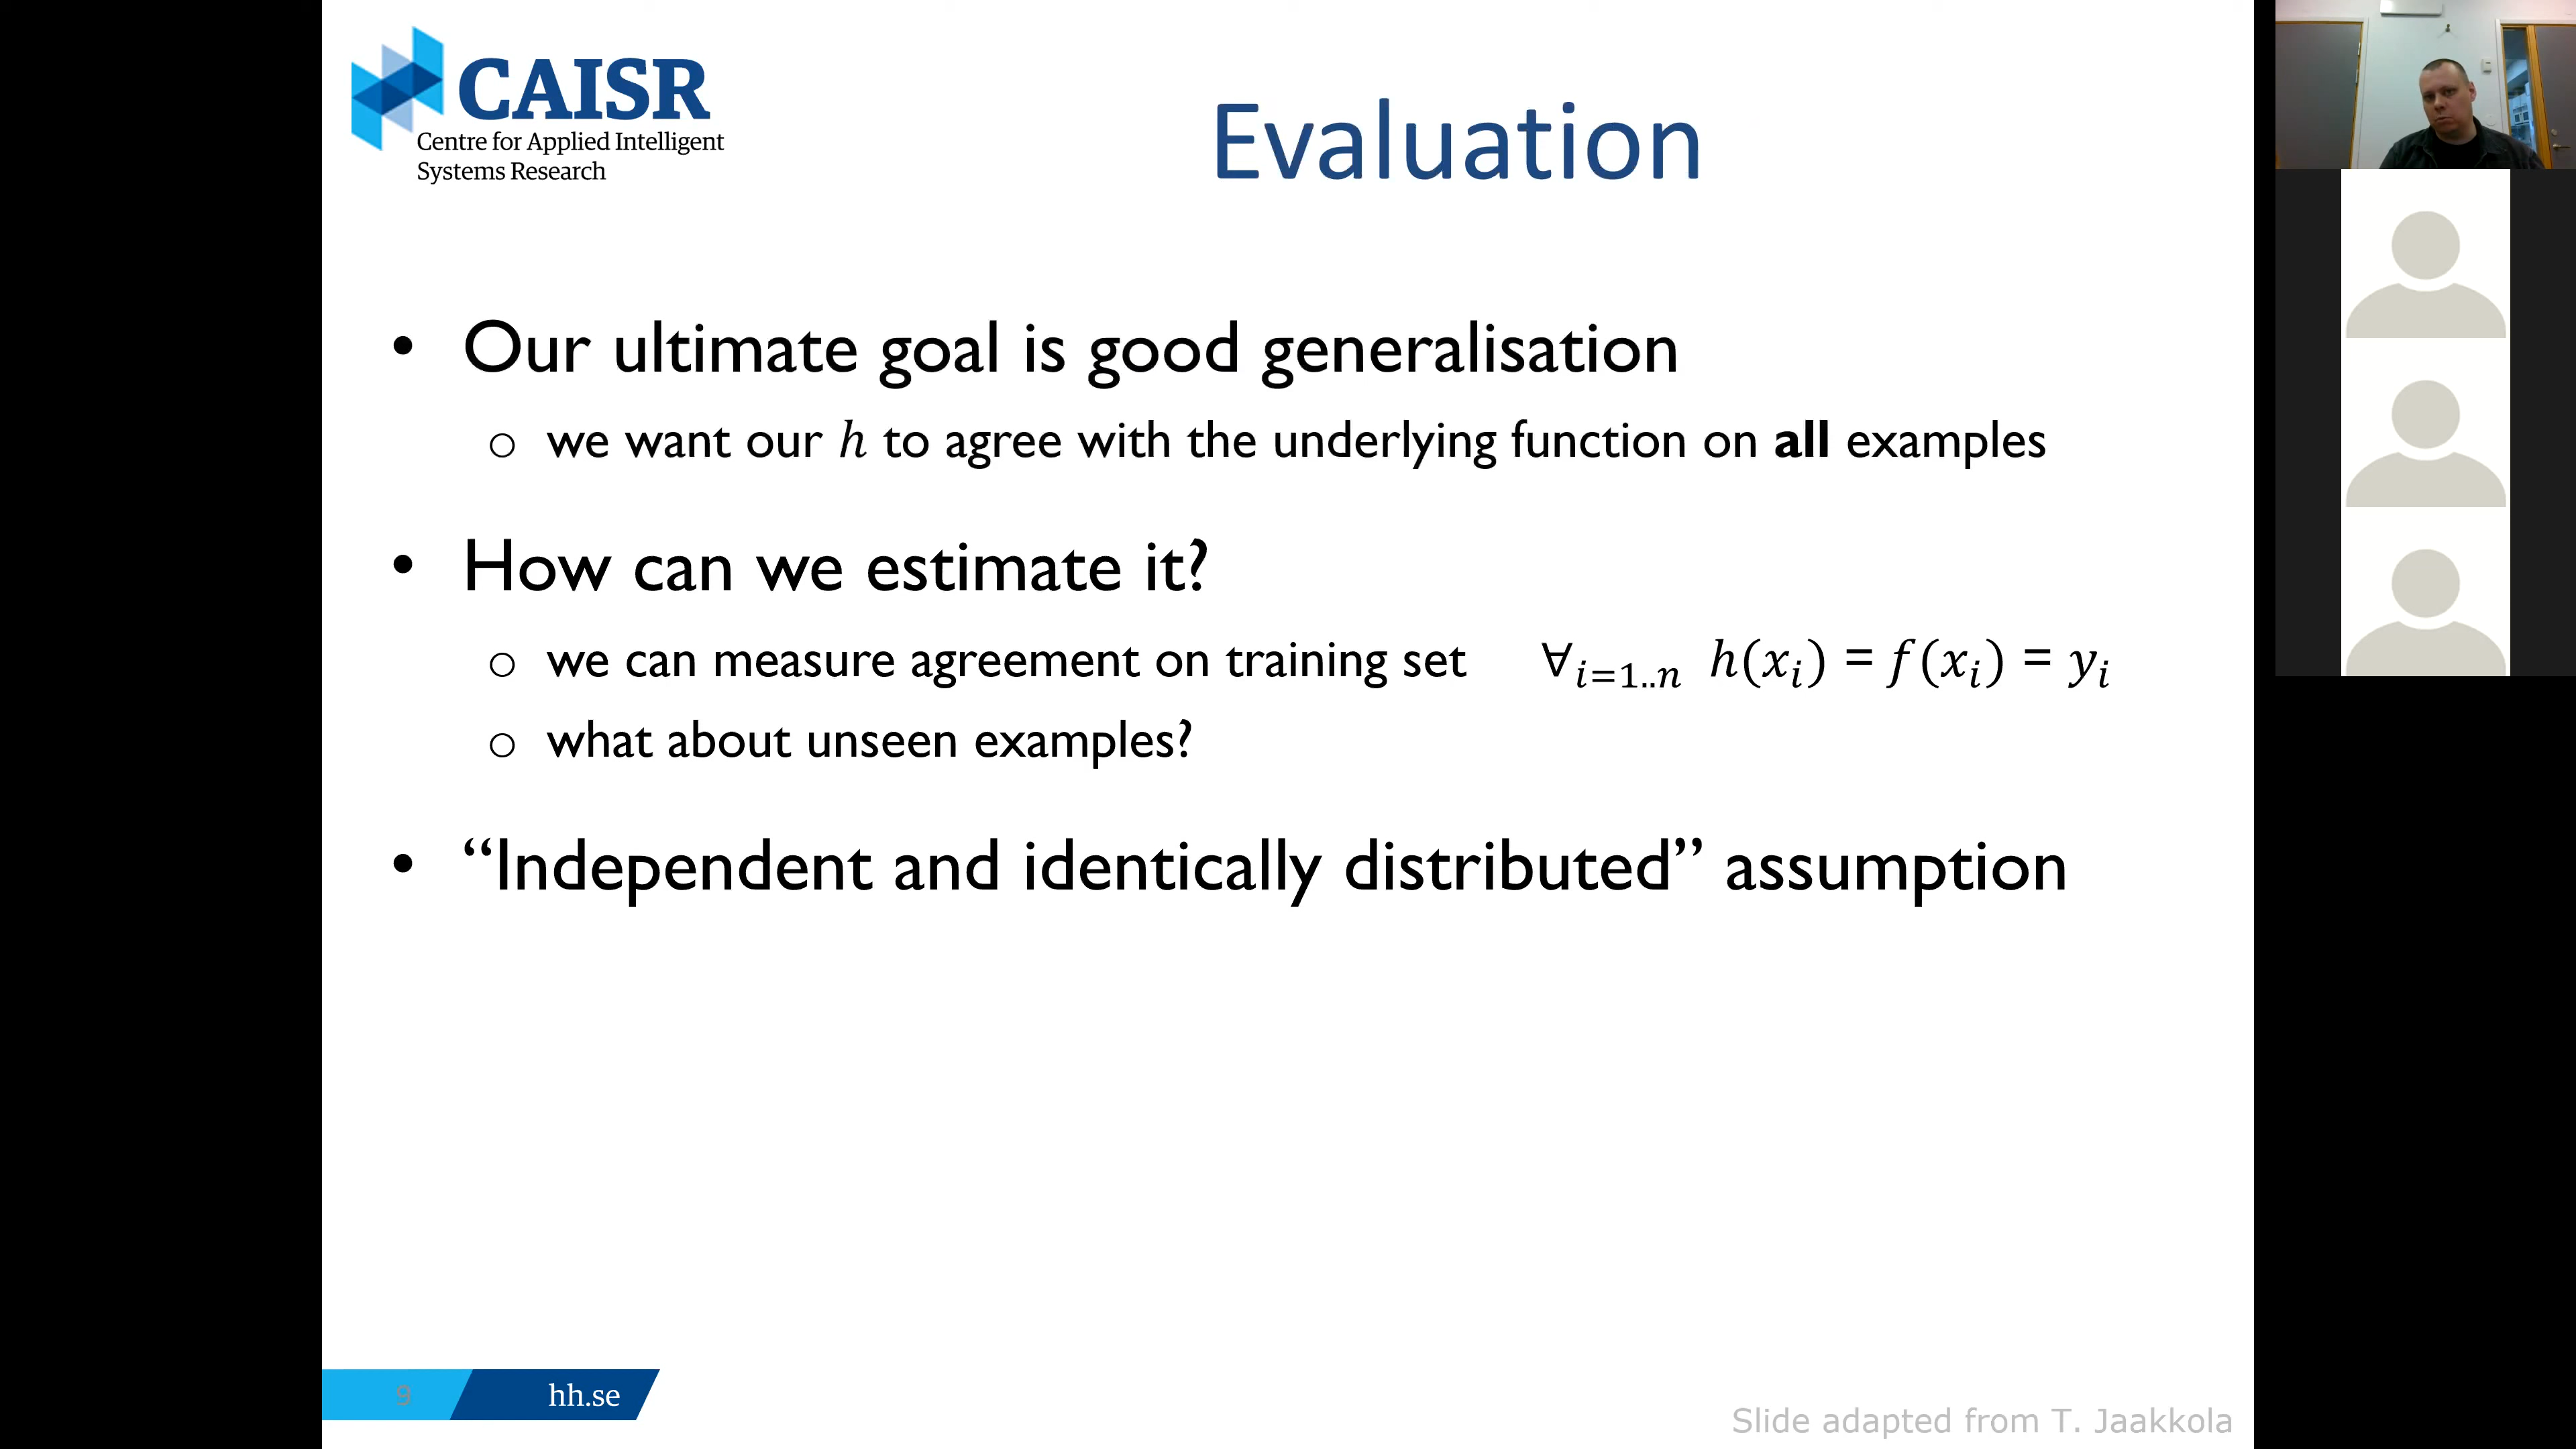 CAISR
Centre for Applied Intelligent
Systems Research
Evaluation
• Our ultimate goal is good generalisation
o we want our h to agree with the underlying function on all examples
• How can we estimate it?
o we can measure agreement on training set ∀i=1..n h(xi) = f(xi) = yi
o what about unseen examples?
• “Independent and identically distributed” assumption
9
hh.se
Slide adapted from T. Jaakkola